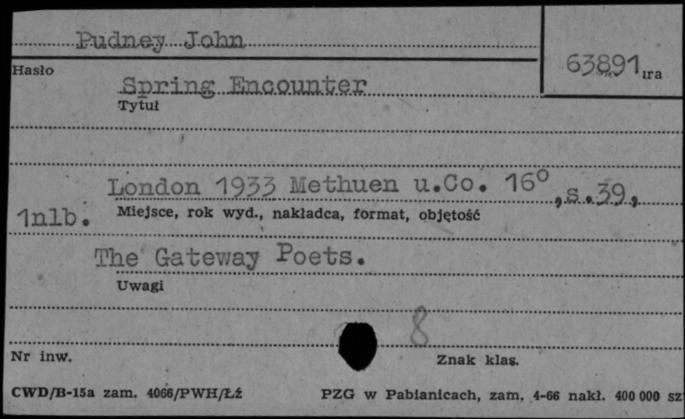 Pudney John
63891 ıra
Hasło
Spring Encounter
Tytuł
London 1933 Methuen u.Co. 16°, s.39,
1nlb.
Miejsce, rok wyd., nakładca, format, objętość
The Gateway Poets.
Uwagi
8
Nr inw.
Znak klas.
CWD/B-15a zam. 4066/PWH/Łź
PZG w Pabianicach, zam. 4-66 nakł. 400 000 sz